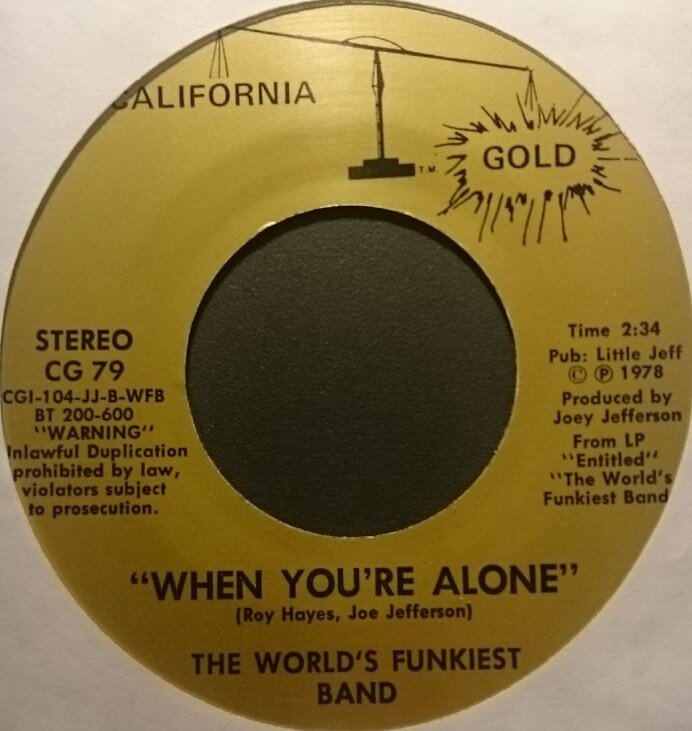 CALIFORNIA
T.M.
GOLD
STEREO
CG 79
CGI-104-JJ-B-WFB
BT 200-600
"WARNING"
Unlawful Duplication
prohibited by law,
violators subject
to prosecution.
Time 2:34
Pub: Little Jeff
© ℗ 1978
Produced by
Joey Jefferson
From LP
"Entitled"
"The World's
Funkiest Band
"WHEN YOU'RE ALONE"
(Roy Hayes, Joe Jefferson)
THE WORLD'S FUNKIEST
BAND